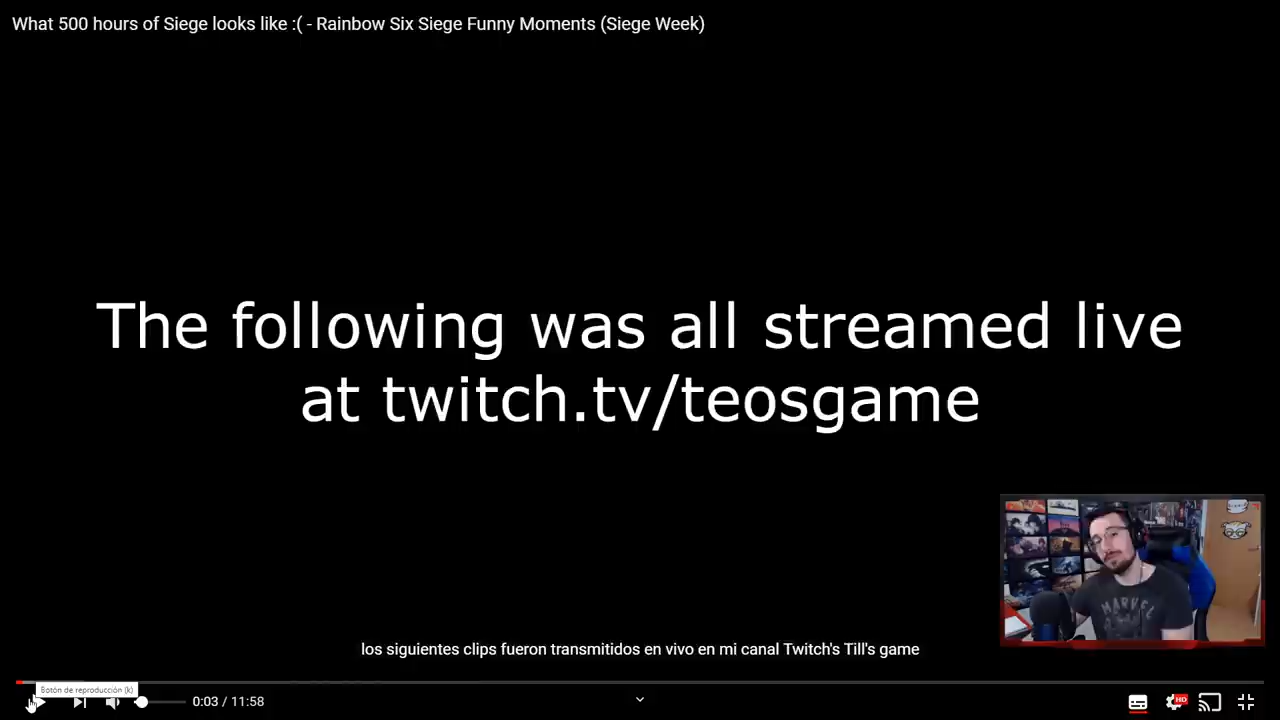 What 500 hours of Siege looks like :( - Rainbow Six Siege Funny Moments (Siege Week)
The following was all streamed live
at twitch.tv/teosgame
MARVEL
los siguientes clips fueron transmitidos en vivo en mi canal Twitch's Till's game
Botón de reproducción (k)
0:03 / 11:58
HD